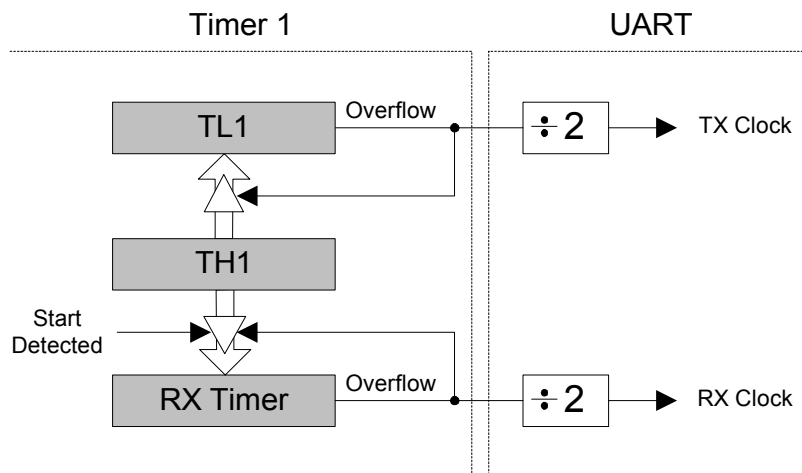 Timer 1
UART
TL1
Overflow
÷ 2
TX Clock
TH1
Start
Detected
RX Timer
Overflow
÷ 2
RX Clock